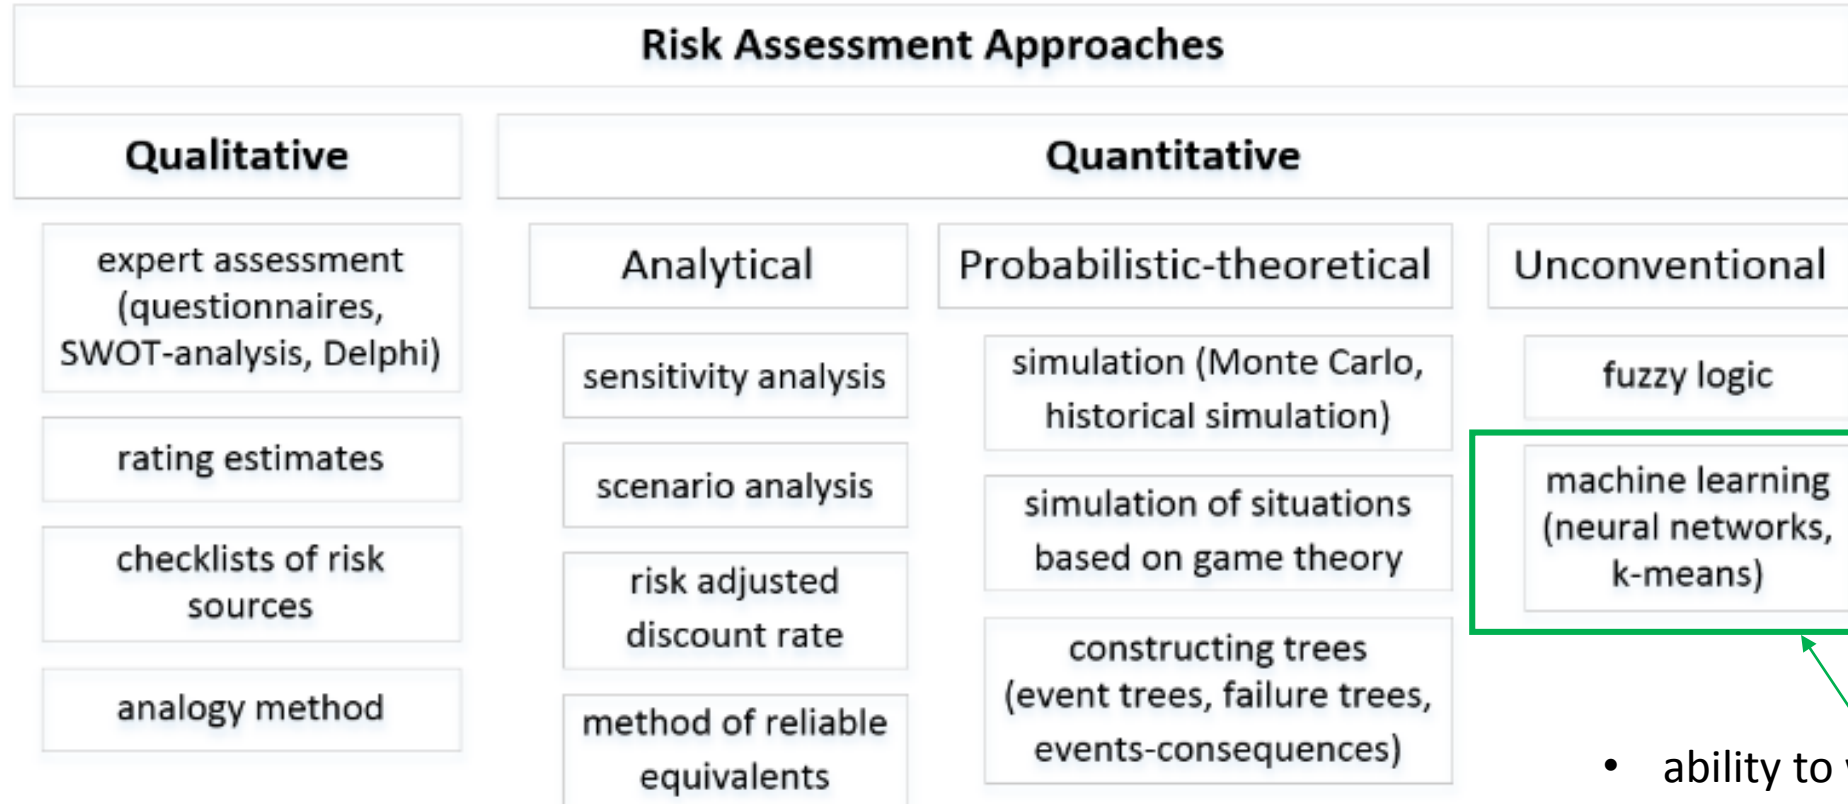 Risk Assessment Approaches
Qualitative
Quantitative
expert assessment
(questionnaires,
SWOT-analysis, Delphi)
rating estimates
checklists of risk
sources
analogy method
Analytical
sensitivity analysis
scenario analysis
risk adjusted
discount rate
method of reliable
equivalents
Probabilistic-theoretical
simulation (Monte Carlo,
historical simulation)
simulation of situations
based on game theory
constructing trees
(event trees, failure trees,
events-consequences)
Unconventional
fuzzy logic
machine learning
(neural networks,
k-means)
• ability to